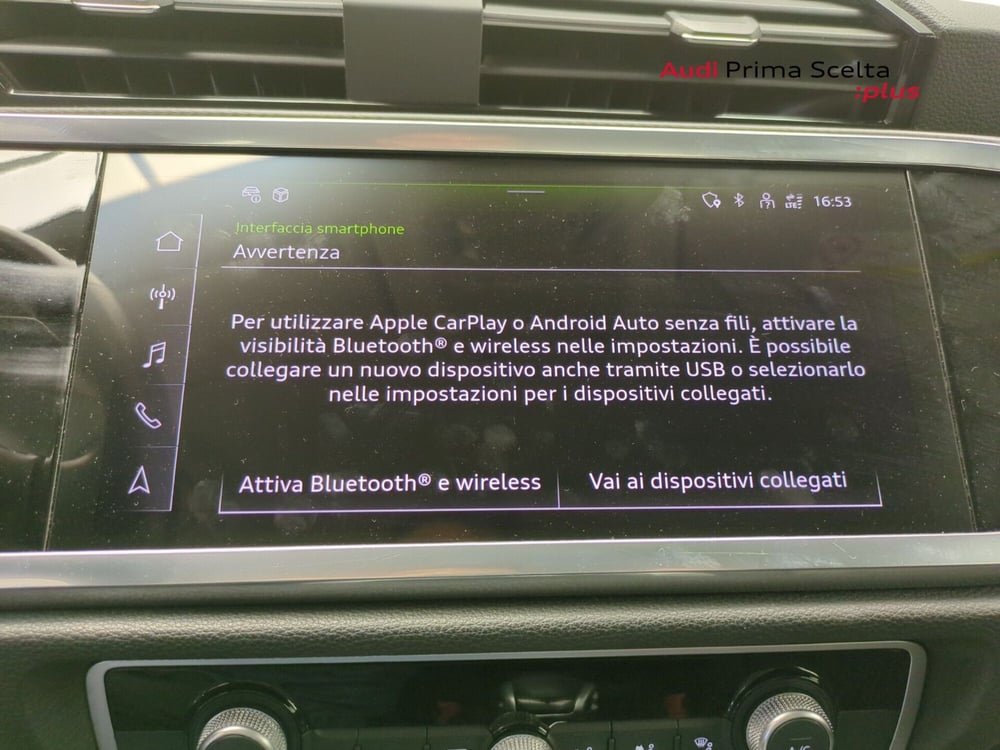 Audi Prima Scelta
:plus
LTE
16:53
Interfaccia smartphone
Avvertenza
Per utilizzare Apple CarPlay o Android Auto senza fili, attivare la
visibilità Bluetooth® e wireless nelle impostazioni. È possibile
collegare un nuovo dispositivo anche tramite USB o selezionarlo
nelle impostazioni per i dispositivi collegati.
Attiva Bluetooth® e wireless
Vai ai dispositivi collegati